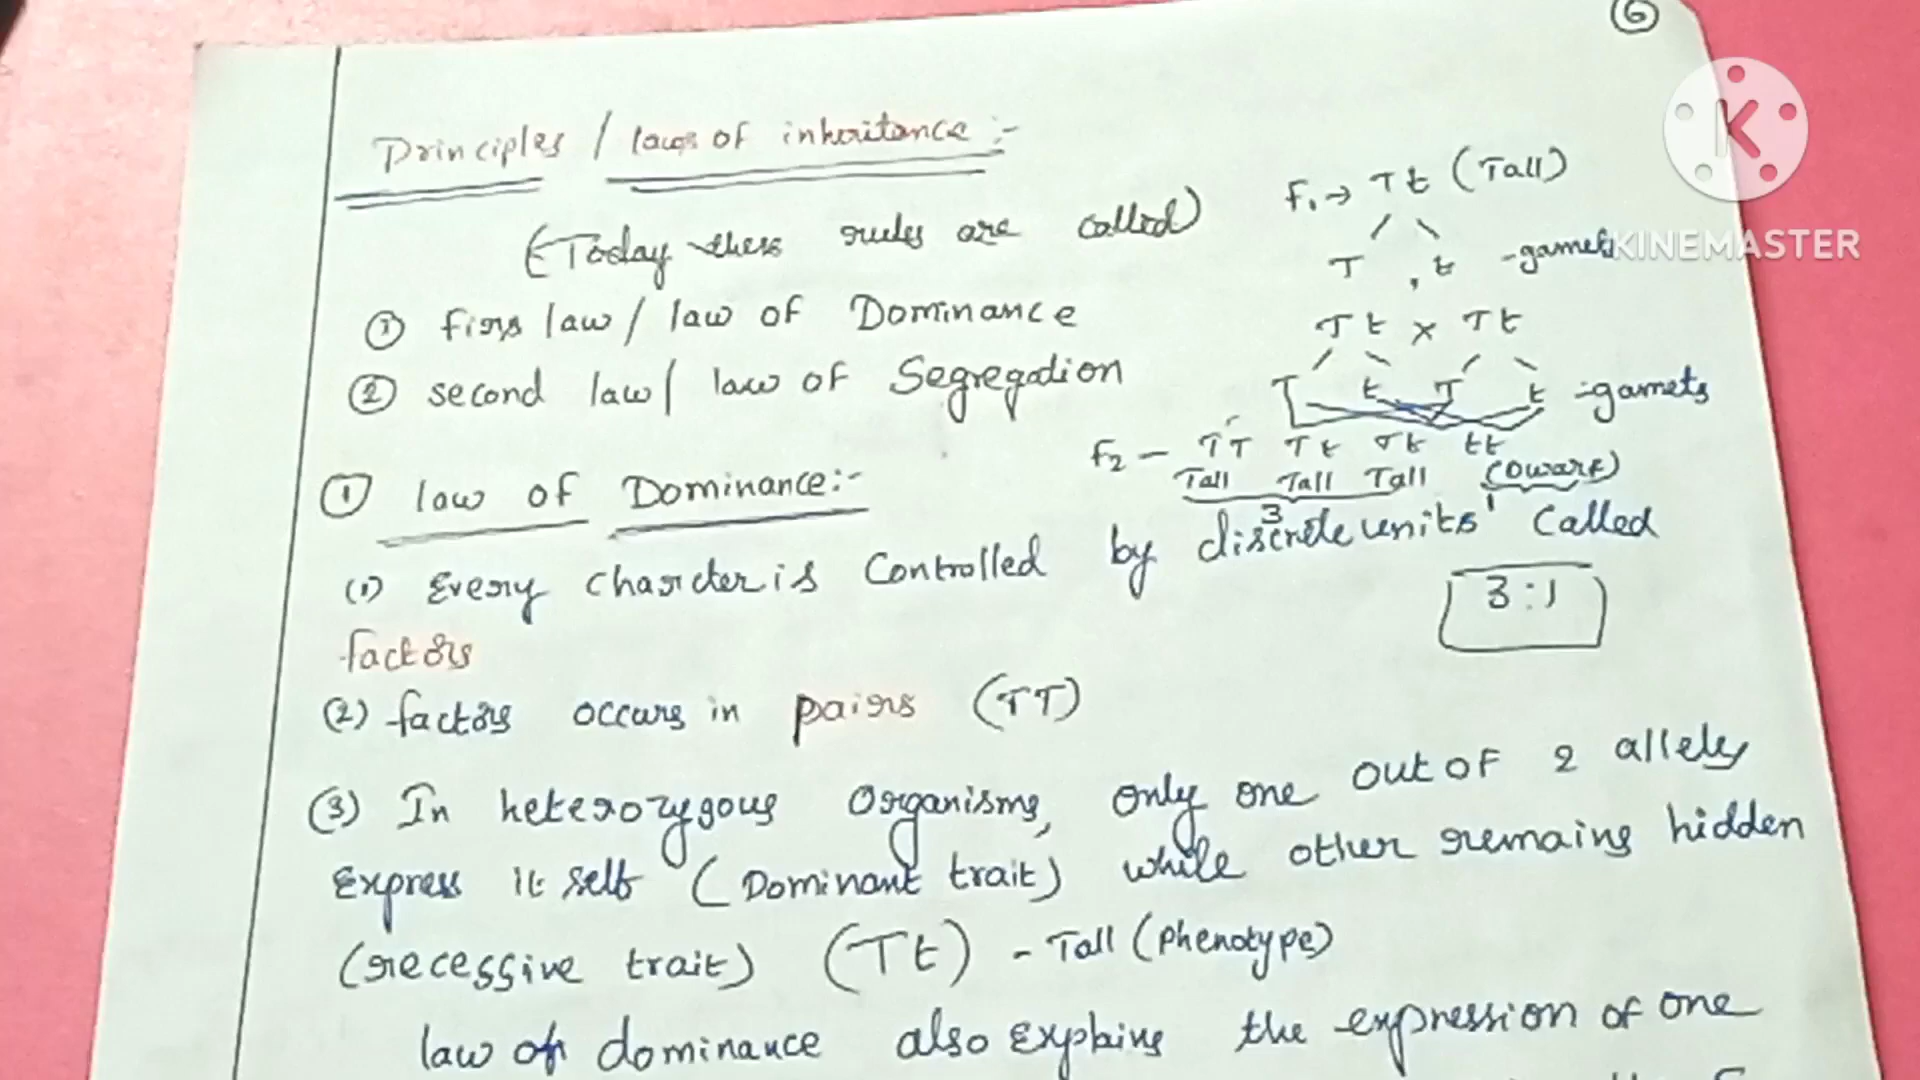 6
Principles / laws of inheritance :-
(Today these rules are called)
① firs law / law of Dominance
② second law / law of Segregation
F₁ → Tt (Tall)
T , t - gamets
Tt x Tt
T t T t - gamets
F₂ - TT Tt Tt tt
Tall Tall Tall (Dwarf)
3 1
3:1
① law of Dominance:-
(1) Every charcter is controlled by discrete units called
factors
(2) factors occurs in pairs (TT)
(3) In heterozygous organisms, only one out of 2 alleles
express it self (Dominant trait) while other remains hidden
(recessive trait) (Tt) - Tall (Phenotype)
law of dominance also explains the expression of one
K
KINEMASTER